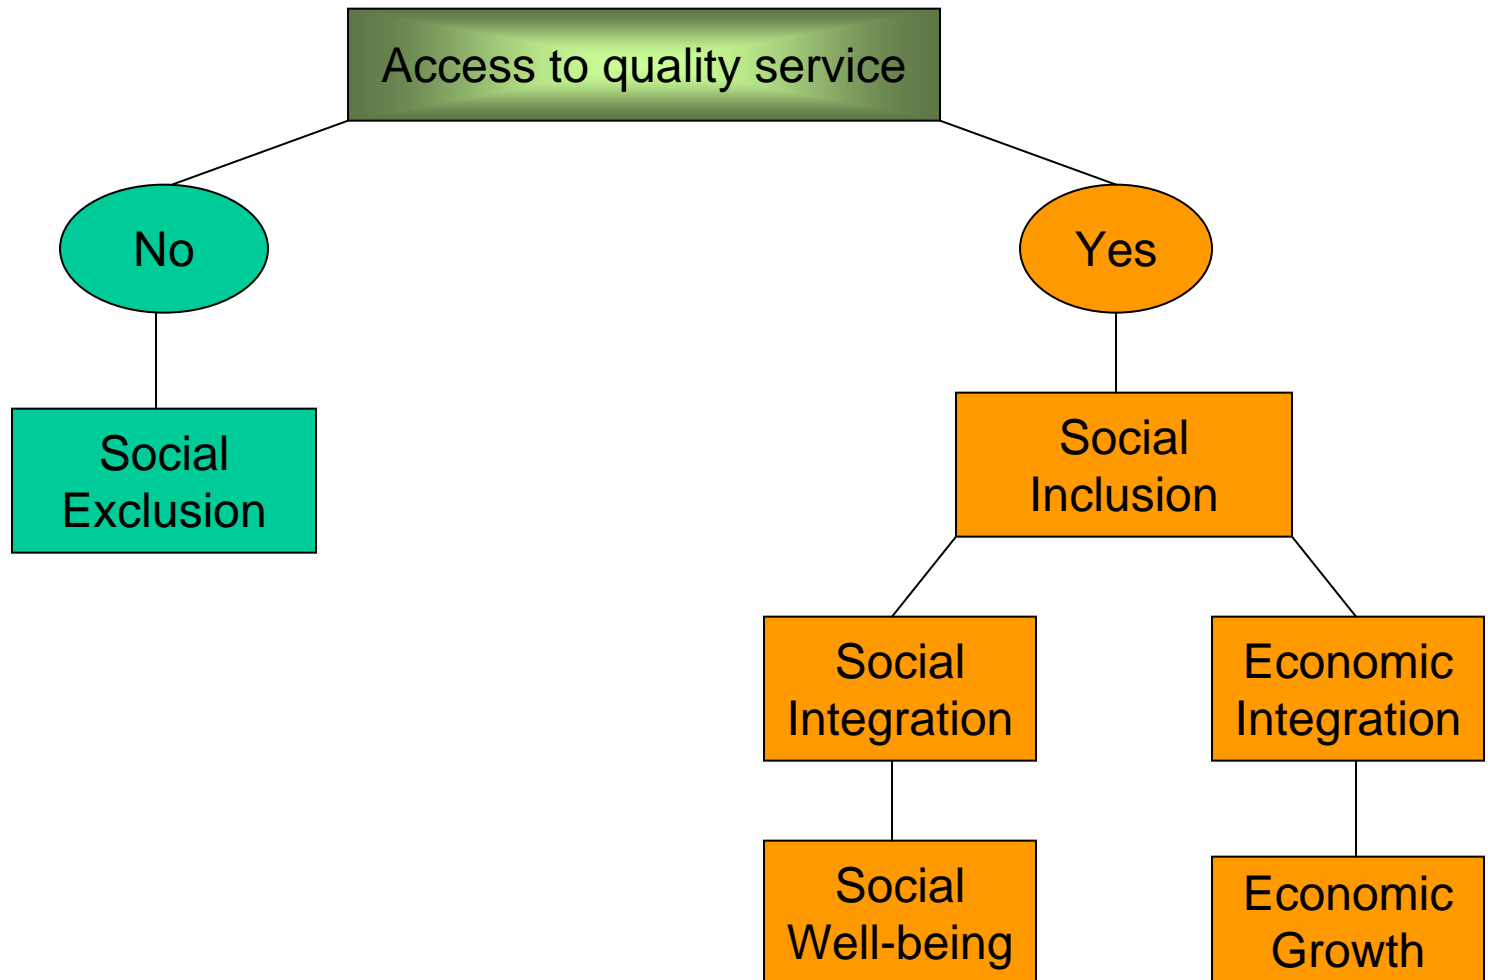 Access to quality service
No
Yes
Social
Exclusion
Social
Inclusion
Social
Integration
Economic
Integration
Social
Well-being
Economic
Growth